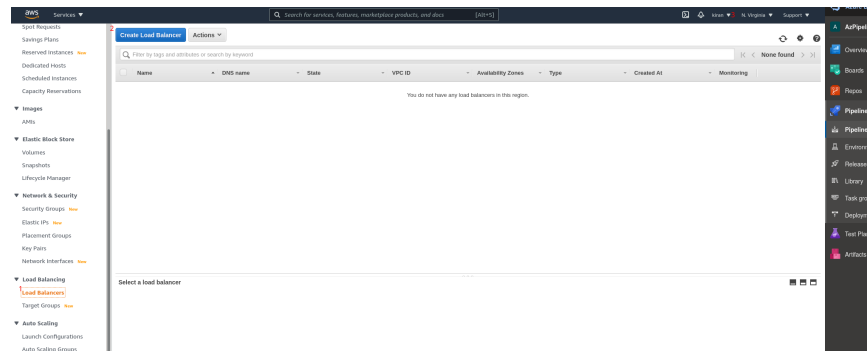 aws Services ▼ Search for services, features, marketplace products, and docs [Alt+S] Kiran N. Virginia ▼ Support ▼
Spot Requests
Savings Plans
Reserved Instances New
Dedicated Hosts
Scheduled Instances
Capacity Reservations
▼ Images
AMIs
▼ Elastic Block Store
Volumes
Snapshots
Lifecycle Manager
▼ Network & Security
Security Groups New
Elastic IPs New
Placement Groups
Key Pairs
Network Interfaces New
▼ Load Balancing
1 Load Balancers
Target Groups New
▼ Auto Scaling
Launch Configurations
Auto Scaling Groups
2 Create Load Balancer Actions
Filter by tags and attributes or search by keyword None found
Name DNS name State VPC ID Availability Zones Type Created At Monitoring
You do not have any load balancers in this region.
Select a load balancer
A AzPipel
Overview
Boards
Repos
Pipeline
Pipeline
Environ
Release
Library
Task gro
Deploym
Test Pla
Artifacts